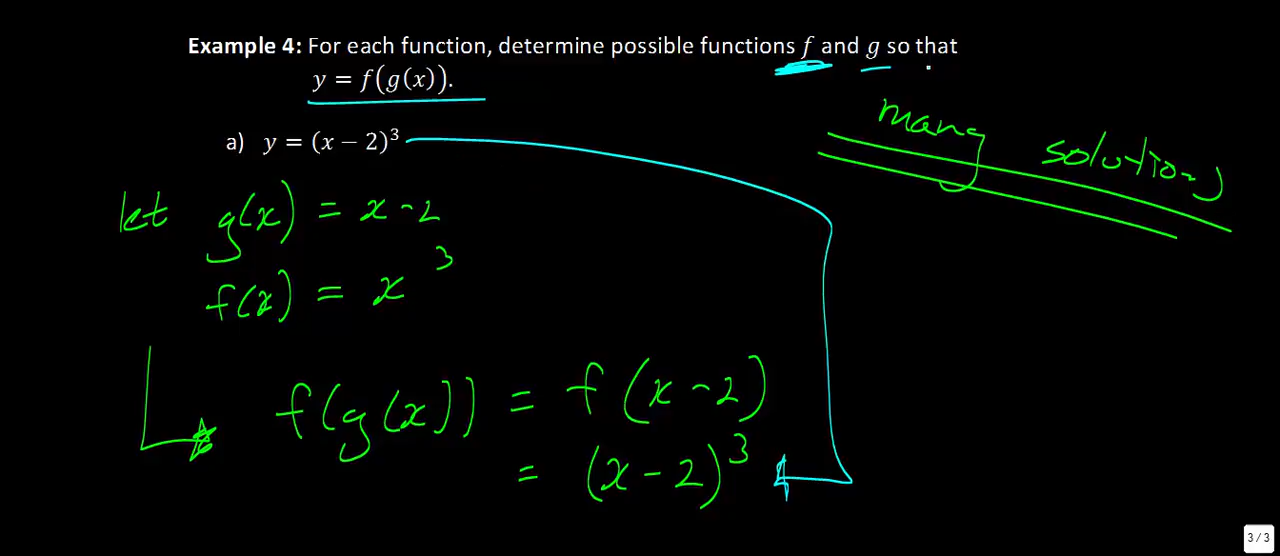 Example 4: For each function, determine possible functions f and g so that
y = f(g(x)).
many solutions
a) y = (x − 2)³
let g(x) = x - 2
f(x) = x³
f(g(x)) = f(x - 2)
= (x - 2)³
3 / 3